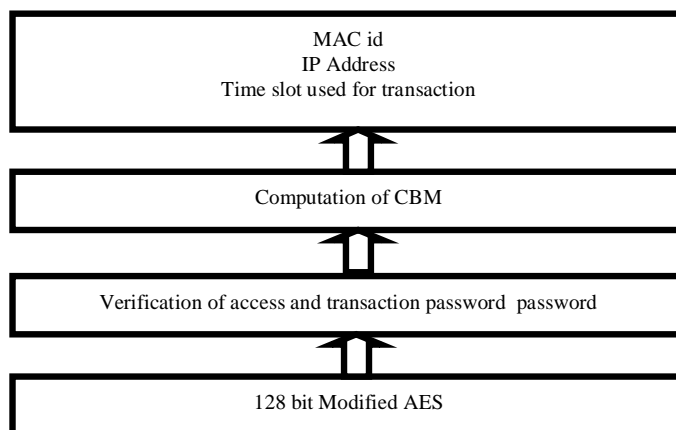 MAC id
IP Address
Time slot used for transaction
Computation of CBM
Verification of access and transaction password password
128 bit Modified AES